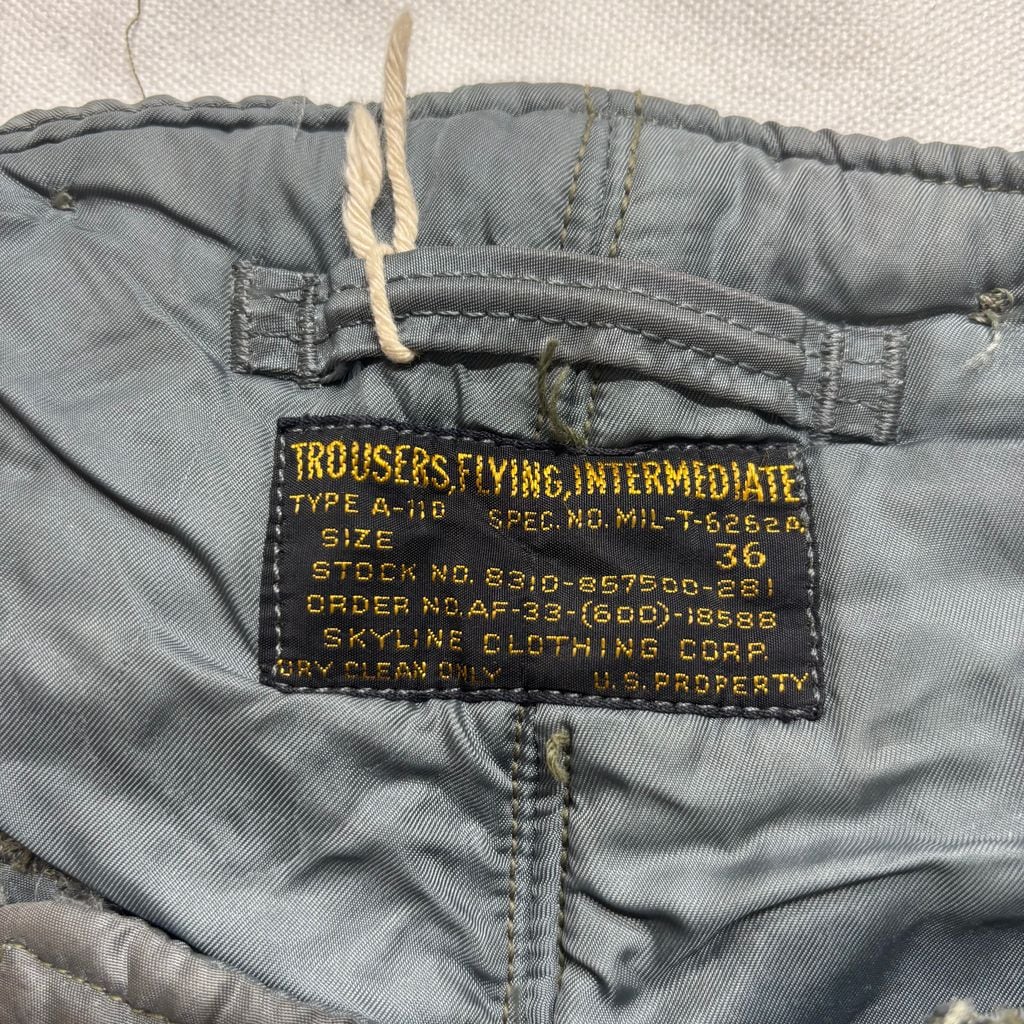 TROUSERS, FLYING, INTERMEDIATE
TYPE A-11D SPEC. NO. MIL-T-6262A
SIZE 36
STOCK NO. 8310-857500-281
ORDER NO. AF-33-(600)-18588
SKYLINE CLOTHING CORP.
DRY CLEAN ONLY U.S. PROPERTY